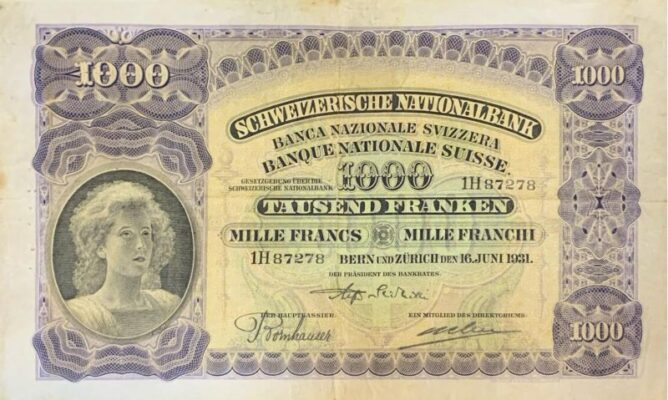 1000
1000
SCHWEIZERISCHE NATIONALBANK
BANCA NAZIONALE SVIZZERA
BANQUE NATIONALE SUISSE.
GESETZGEBUNG ÜBER DIE
SCHWEIZERISCHE NATIONALBANK
1000
1H 87278
TAUSEND FRANKEN
MILLE FRANCS MILLE FRANCHI
1H 87278 BERN UND ZÜRICH DEN 16. JUNI 1931.
DER PRÄSIDENT DES BANKRATES.
DER HAUPTKASSIER: EIN MITGLIED DES DIREKTORIUMS:
Bornhauser
1000